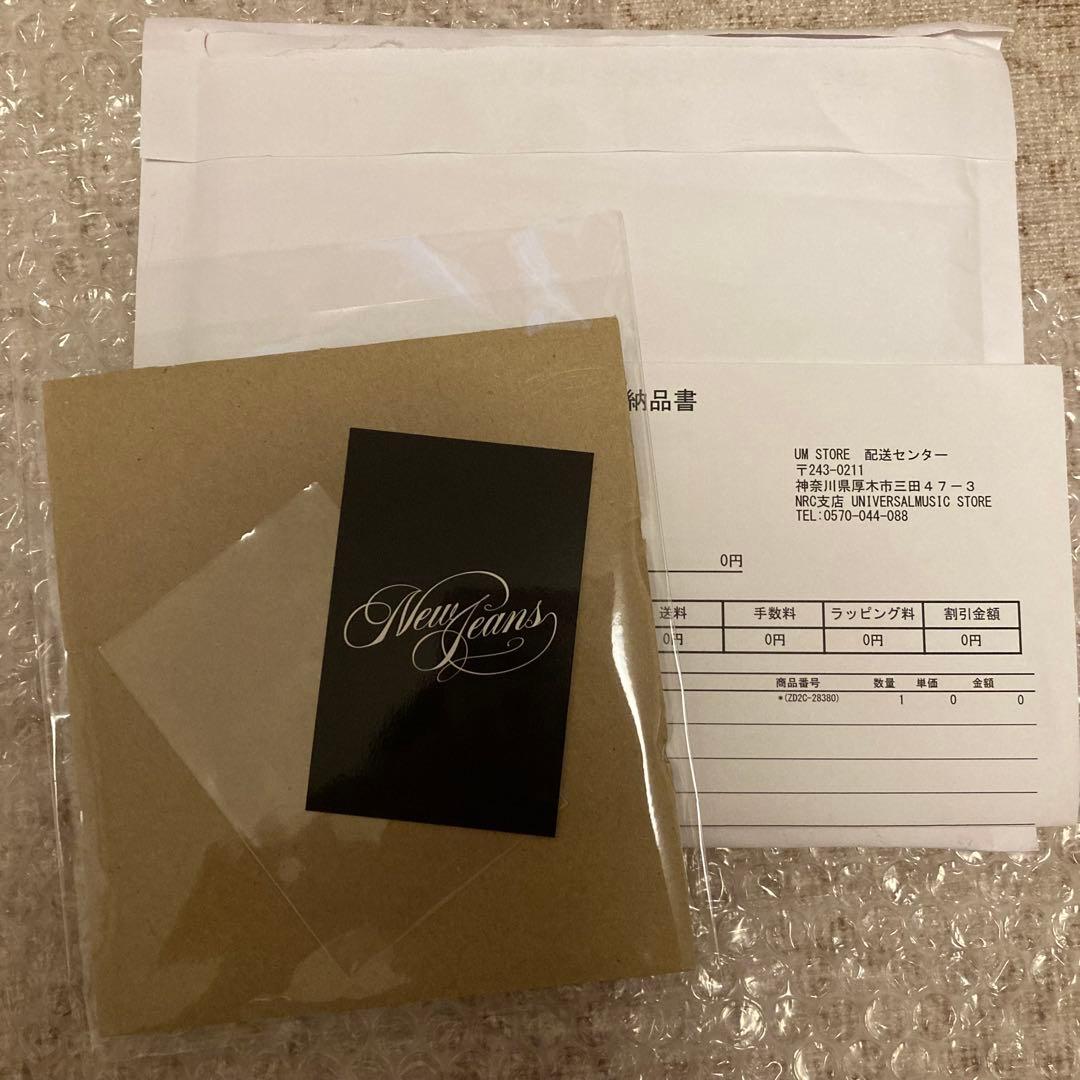 納品書
UM STORE 配送センター
〒243-0211
神奈川県厚木市三田47-3
NRC支店 UNIVERSALMUSIC STORE
TEL:0570-044-088
0円
送料 手数料 ラッピング料 割引金額
0円 0円 0円 0円
商品番号 数量 単価 金額
*(ZD2C-28380) 1 0 0
NewJeans